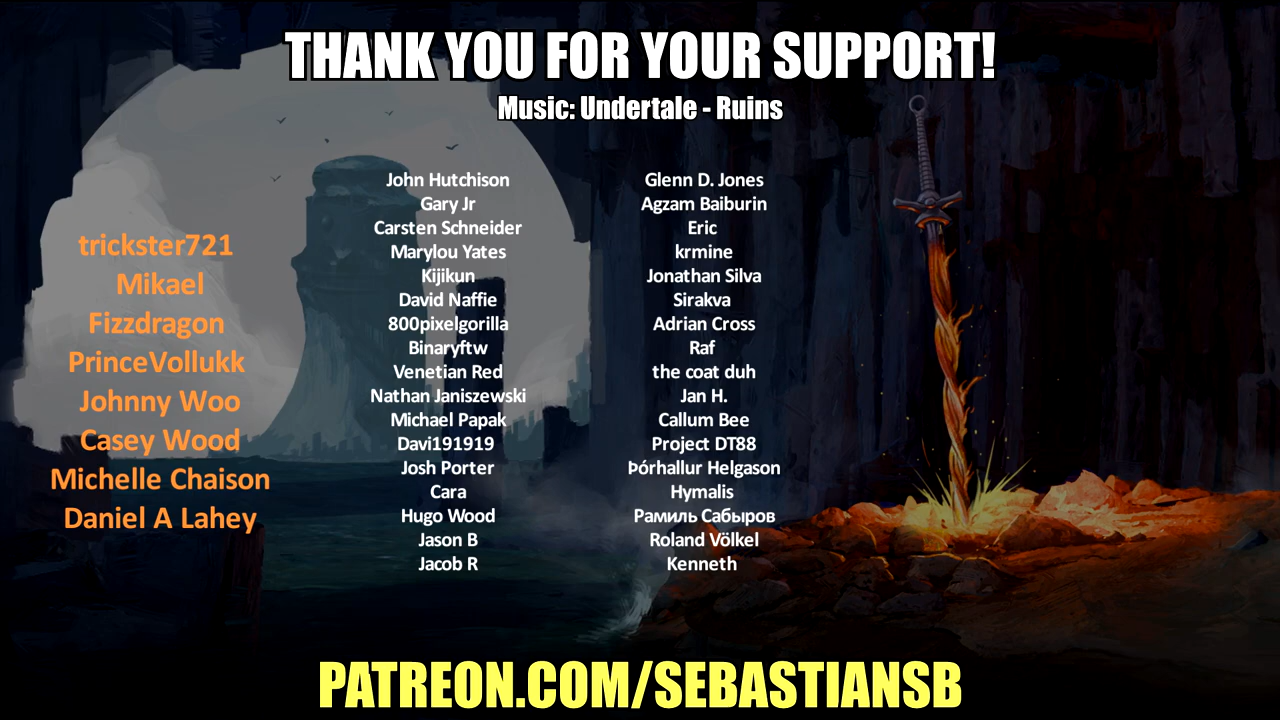 THANK YOU FOR YOUR SUPPORT!
Music: Undertale - Ruins
trickster721
Mikael
Fizzdragon
PrinceVollukk
Johnny Woo
Casey Wood
Michelle Chaison
Daniel A Lahey
John Hutchison
Gary Jr
Carsten Schneider
Marylou Yates
Kijikun
David Naffie
800pixelgorilla
Binaryftw
Venetian Red
Nathan Janiszewski
Michael Papak
Davi191919
Josh Porter
Cara
Hugo Wood
Jason B
Jacob R
Glenn D. Jones
Agzam Baiburin
Eric
krmine
Jonathan Silva
Sirakva
Adrian Cross
Raf
the coat duh
Jan H.
Callum Bee
Project DT88
Þórhallur Helgason
Hymalis
Рамиль Сабыров
Roland Völkel
Kenneth
PATREON.COM/SEBASTIANSB